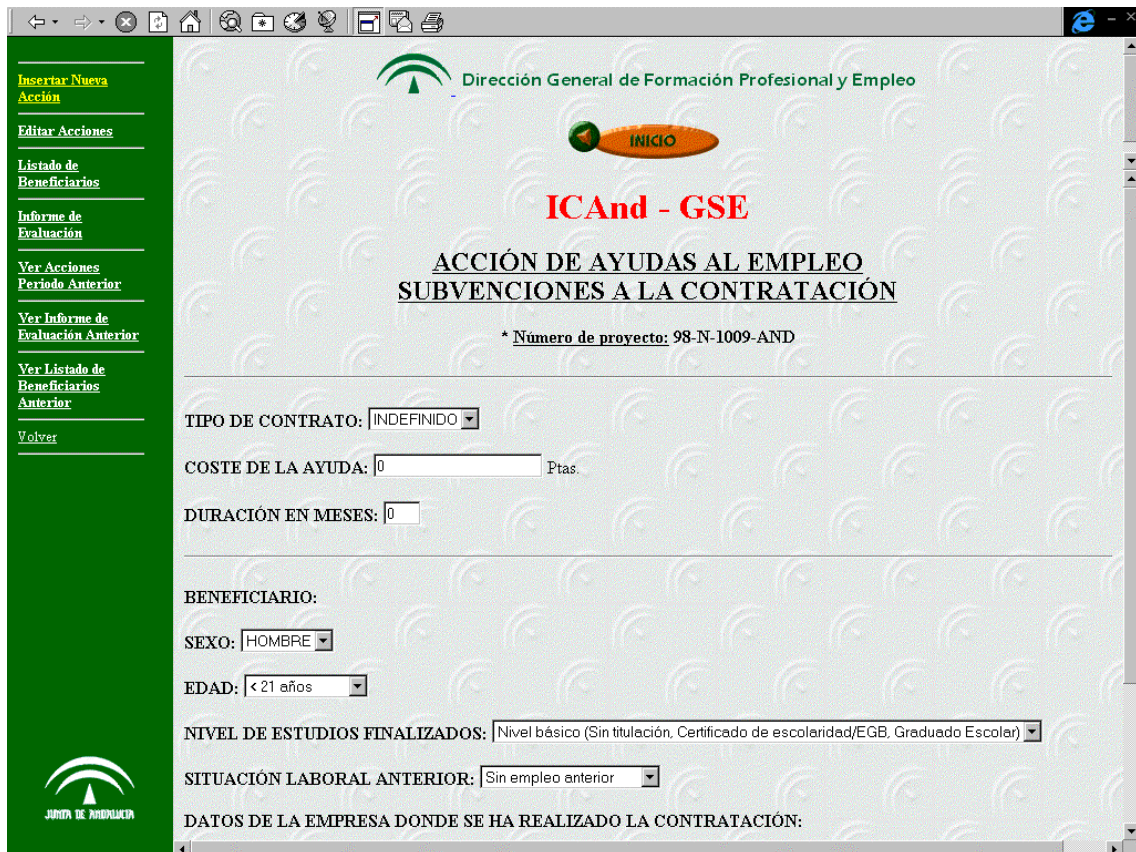 Insertar Nueva
Acción
Editar Acciones
Listado de
Beneficiarios
Informe de
Evaluación
Ver Acciones
Periodo Anterior
Ver Informe de
Evaluación Anterior
Ver Listado de
Beneficiarios
Anterior
Volver
JUNTA DE ANDALUCIA
Dirección General de Formación Profesional y Empleo
INICIO
ICAnd - GSE
ACCIÓN DE AYUDAS AL EMPLEO
SUBVENCIONES A LA CONTRATACIÓN
* Número de proyecto: 98-N-1009-AND
TIPO DE CONTRATO: INDEFINIDO
COSTE DE LA AYUDA: 0 Ptas.
DURACIÓN EN MESES: 0
BENEFICIARIO:
SEXO: HOMBRE
EDAD: < 21 años
NIVEL DE ESTUDIOS FINALIZADOS: Nivel básico (Sin titulación, Certificado de escolaridad/EGB, Graduado Escolar)
SITUACIÓN LABORAL ANTERIOR: Sin empleo anterior
DATOS DE LA EMPRESA DONDE SE HA REALIZADO LA CONTRATACIÓN: